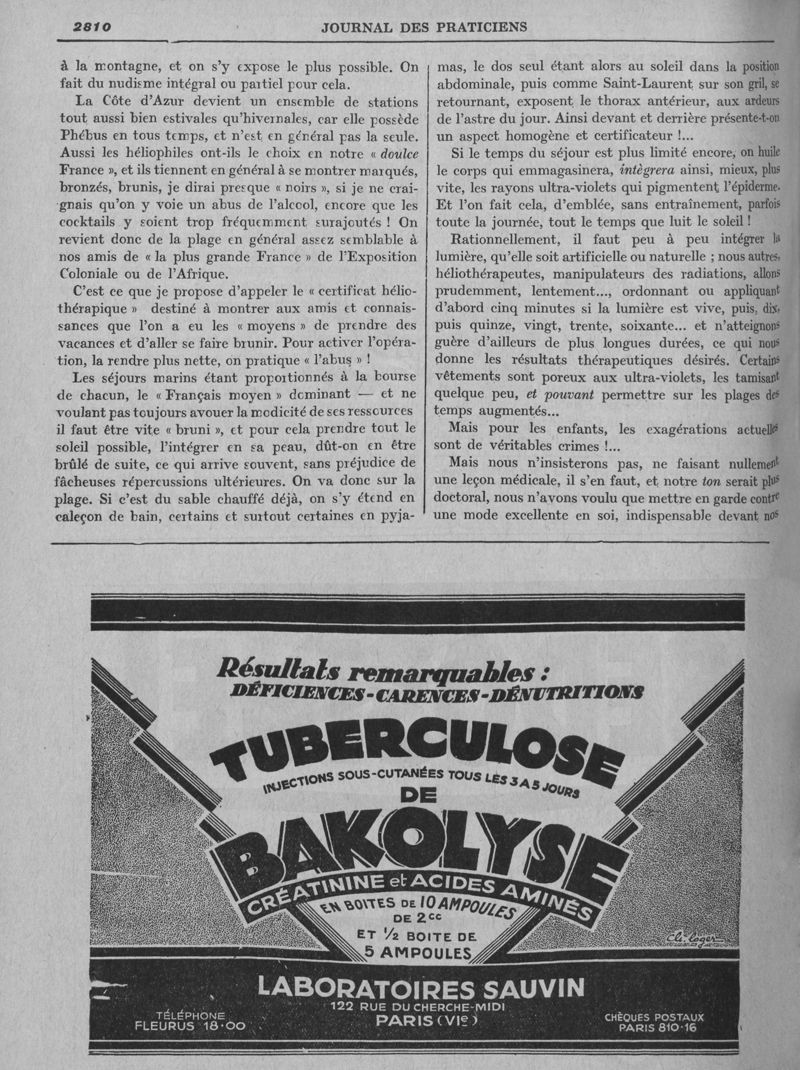 2810
JOURNAL DES PRATICIENS
à la montagne, et on s'y expose le plus possible. On
fait du nudisme intégral ou partiel pour cela.
La Côte d'Azur devient un ensemble de stations
tout aussi bien estivales qu'hivernales, car elle possède
Phébus en tous temps, et n'est en général pas la seule.
Aussi les héliophiles ont-ils le choix en notre « doulce
France », et ils tiennent en général à se montrer marqués,
bronzés, brunis, je dirai presque « noirs », si je ne crai-
gnais qu'on y voie un abus de l'alcool, encore que les
cocktails y soient trop fréquemment surajoutés ! On
revient donc de la plage en général assez semblable à
nos amis de « la plus grande France » de l'Exposition
Coloniale ou de l'Afrique.
C'est ce que je propose d'appeler le « certificat hélio-
thérapique » destiné à montrer aux amis et connais-
sances que l'on a eu les « moyens » de prendre des
vacances et d'aller se faire brunir. Pour activer l'opéra-
tion, la rendre plus nette, on pratique « l'abus » !
Les séjours marins étant proportionnés à la bourse
de chacun, le « Français moyen » dominant — et ne
voulant pas toujours avouer la modicité de ses ressources
il faut être vite « bruni », et pour cela prendre tout le
soleil possible, l'intégrer en sa peau, dût-on en être
brûlé de suite, ce qui arrive souvent, sans préjudice de
fâcheuses répercussions ultérieures. On va donc sur la
plage. Si c'est du sable chauffé déjà, on s'y étend en
caleçon de bain, certains et surtout certaines en pyja-
mas, le dos seul étant alors au soleil dans la position
abdominale, puis comme Saint-Laurent sur son gril, se
retournant, exposent le thorax antérieur, aux ardeurs
de l'astre du jour. Ainsi devant et derrière présente-t-on
un aspect homogène et certificateur !...
Si le temps du séjour est plus limité encore, on huile
le corps qui emmagasinera, intègrera ainsi, mieux, plus
vite, les rayons ultra-violets qui pigmentent l'épiderme.
Et l'on fait cela, d'emblée, sans entraînement, parfois
toute la journée, tout le temps que luit le soleil !
Rationnellement, il faut peu à peu intégrer la
lumière, qu'elle soit artificielle ou naturelle ; nous autres,
héliothérapeutes, manipulateurs des radiations, allons
prudemment, lentement..., ordonnant ou appliquant
d'abord cinq minutes si la lumière est vive, puis, dix,
puis quinze, vingt, trente, soixante... et n'atteignons
guère d'ailleurs de plus longues durées, ce qui nous
donne les résultats thérapeutiques désirés. Certains
vêtements sont poreux aux ultra-violets, les tamisant
quelque peu, et pouvant permettre sur les plages des
temps augmentés...
Mais pour les enfants, les exagérations actuelles
sont de véritables crimes !...
Mais nous n'insisterons pas, ne faisant nullement
une leçon médicale, il s'en faut, et notre ton serait plus
doctoral, nous n'avons voulu que mettre en garde contre
une mode excellente en soi, indispensable devant nos
Résultats remarquables :
DÉFICIENCES - CARENCES - DÉNUTRITIONS
TUBERCULOSE
INJECTIONS SOUS-CUTANÉES TOUS LES 3 A 5 JOURS
DE
BAKOLYSE
CRÉATININE et ACIDES AMINÉS
EN BOITES DE 10 AMPOULES
DE 2cc
ET ½ BOITE DE
5 AMPOULES
LABORATOIRES SAUVIN
122 RUE DU CHERCHE-MIDI
PARIS (VIe)
TÉLÉPHONE
FLEURUS 18·00
CHÈQUES POSTAUX
PARIS 810·16